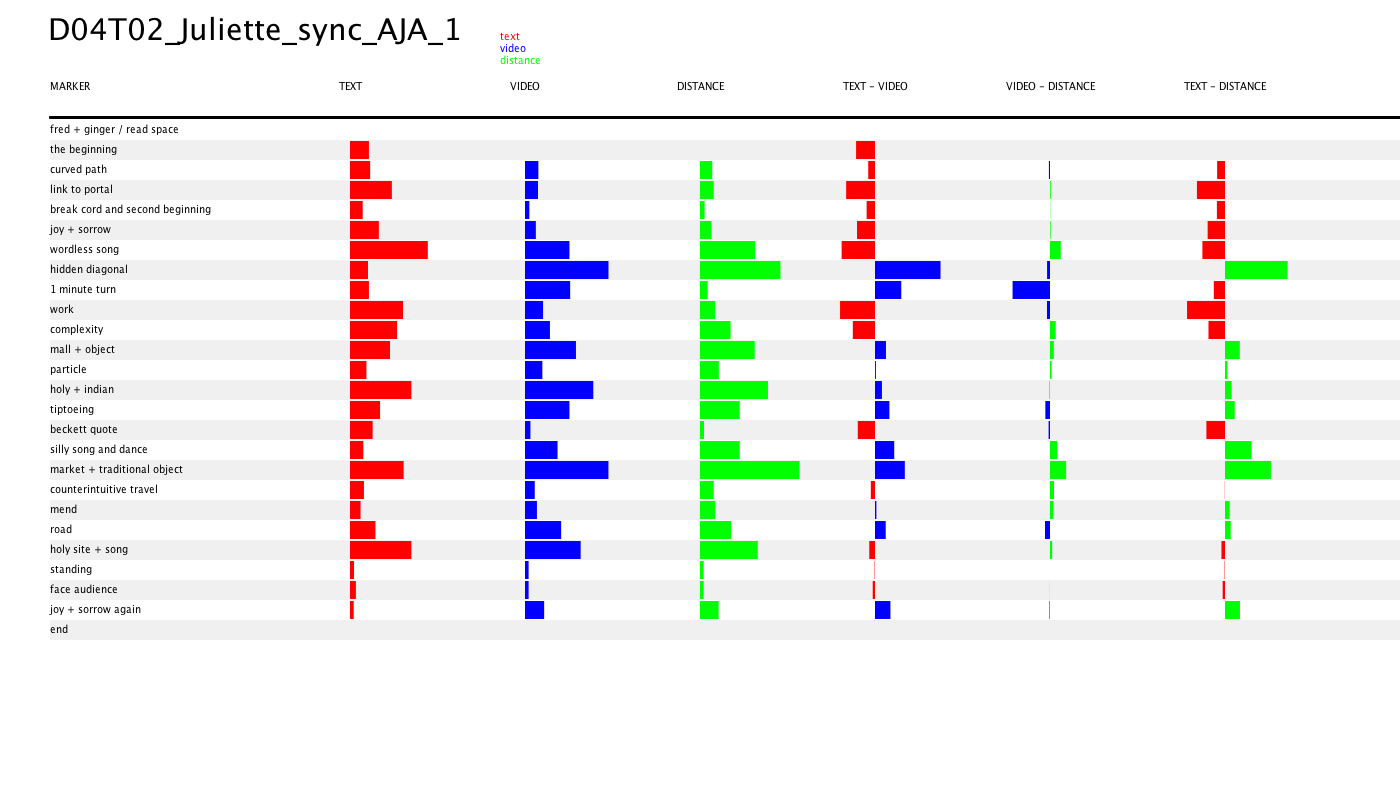 D04T02_Juliette_sync_AJA_1
text
video
distance
MARKER TEXT VIDEO DISTANCE TEXT - VIDEO VIDEO - DISTANCE TEXT - DISTANCE
fred + ginger / read space
the beginning
curved path
link to portal
break cord and second beginning
joy + sorrow
wordless song
hidden diagonal
1 minute turn
work
complexity
mall + object
particle
holy + indian
tiptoeing
beckett quote
silly song and dance
market + traditional object
counterintuitive travel
mend
road
holy site + song
standing
face audience
joy + sorrow again
end